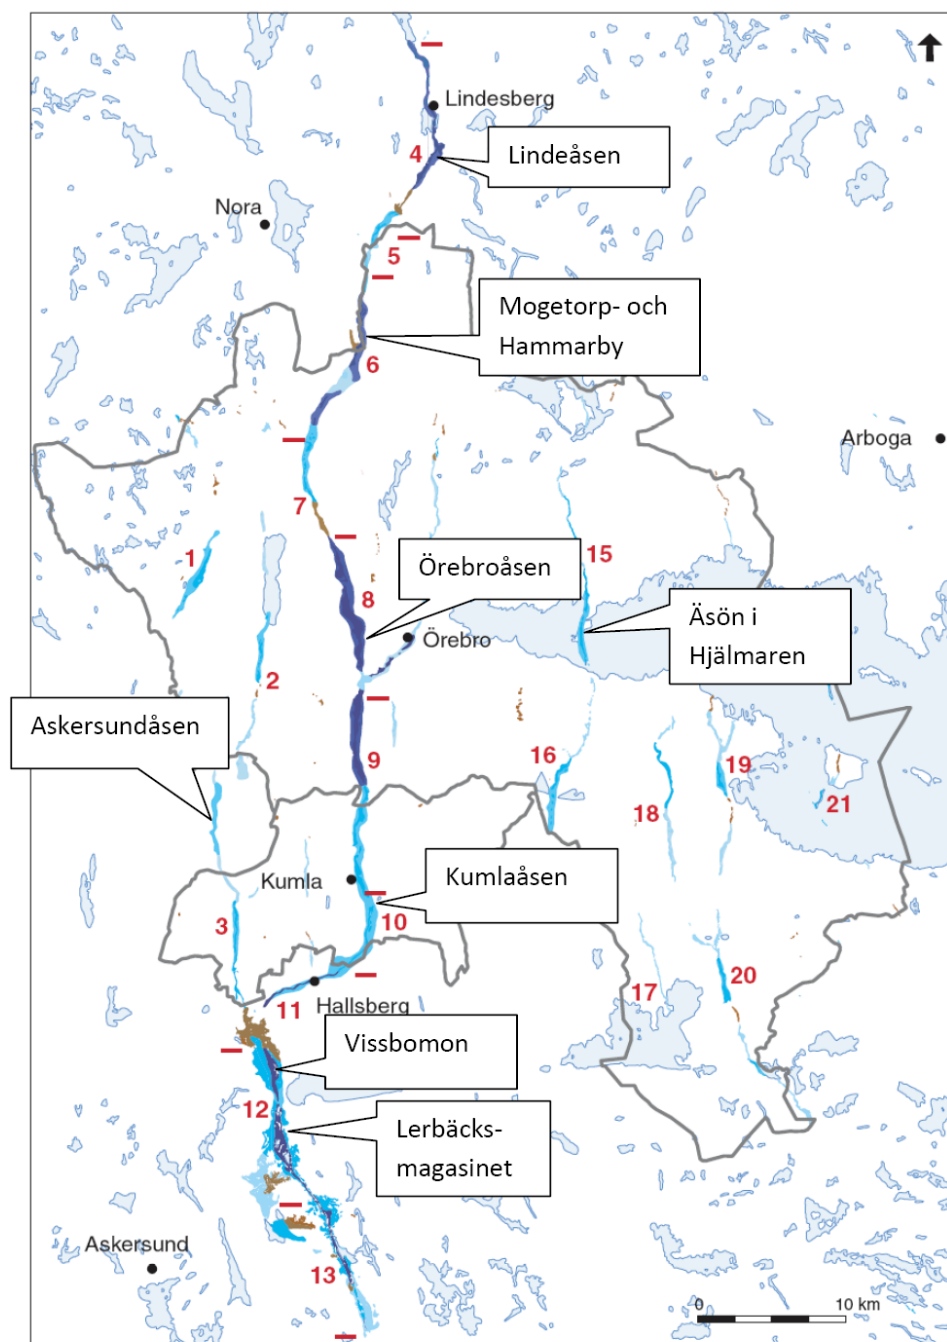 Lindesberg
4
Lindeåsen
Nora
5
Mogetorp- och
Hammarby
6
Arboga
7
1
15
8
Örebroåsen
Äsön i
Hjälmaren
Örebro
2
Askersundåsen
16
9
19
18
21
Kumla
Kumlaåsen
3
10
20
17
11
Hallsberg
Vissbomon
12
Lerbäcks-
magasinet
Askersund
13
0
10 km